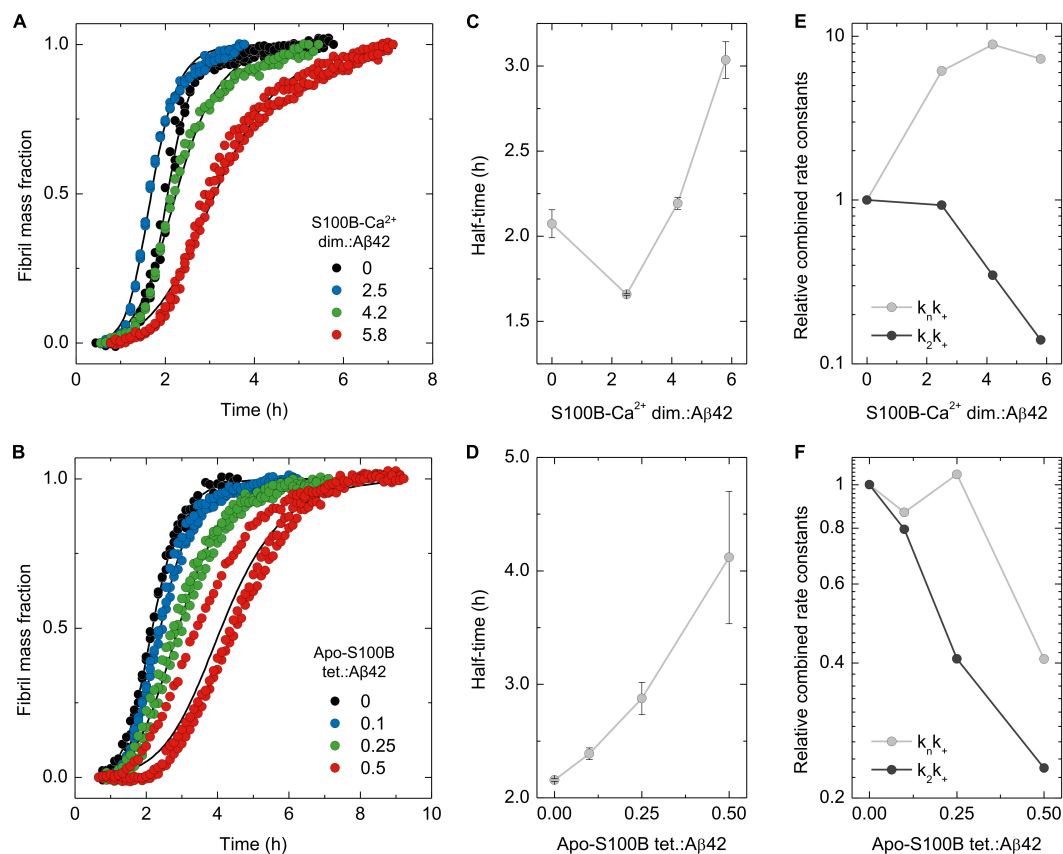 A
1.0
0.5
0.0
Fibril mass fraction
S100B-Ca²⁺
dim.:Aβ42
0
2.5
4.2
5.8
0
2
4
6
8
Time (h)
C
3.0
2.5
2.0
1.5
Half-time (h)
0
2
4
6
S100B-Ca²⁺ dim.:Aβ42
E
10
1
0.1
Relative combined rate constants
kₙk₊
k₂k₊
0
2
4
6
S100B-Ca²⁺ dim.:Aβ42
B
1.0
0.5
0.0
Fibril mass fraction
Apo-S100B
tet.:Aβ42
0
0.1
0.25
0.5
0
2
4
6
8
10
Time (h)
D
5.0
4.0
3.0
2.0
Half-time (h)
0.00
0.25
0.50
Apo-S100B tet.:Aβ42
F
1
0.8
0.6
0.4
0.2
Relative combined rate constants
kₙk₊
k₂k₊
0.00
0.25
0.50
Apo-S100B tet.:Aβ42